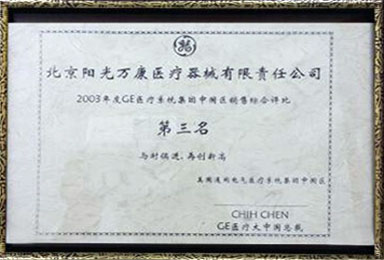 北京阳光万康医疗器械有限责任公司
2003年度GE医疗系统集团中国区销售综合评比
第三名
与时俱进,再创新高
美国通用电气医疗系统集团中国区
CHIH CHEN
GE医疗大中国总裁